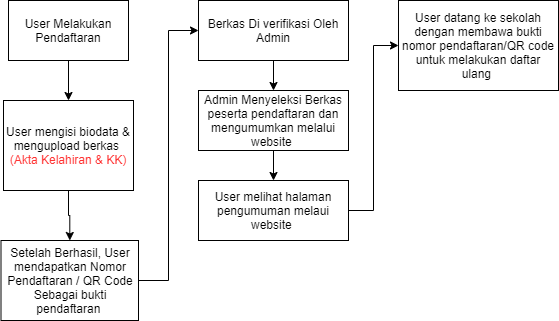 User Melakukan
Pendaftaran
User mengisi biodata &
mengupload berkas
(Akta Kelahiran & KK)
Setelah Berhasil, User
mendapatkan Nomor
Pendaftaran / QR Code
Sebagai bukti
pendaftaran
Berkas Di verifikasi Oleh
Admin
Admin Menyeleksi Berkas
peserta pendaftaran dan
mengumumkan melalui
website
User melihat halaman
pengumuman melaui
website
User datang ke sekolah
dengan membawa bukti
nomor pendaftaran/QR code
untuk melakukan daftar
ulang